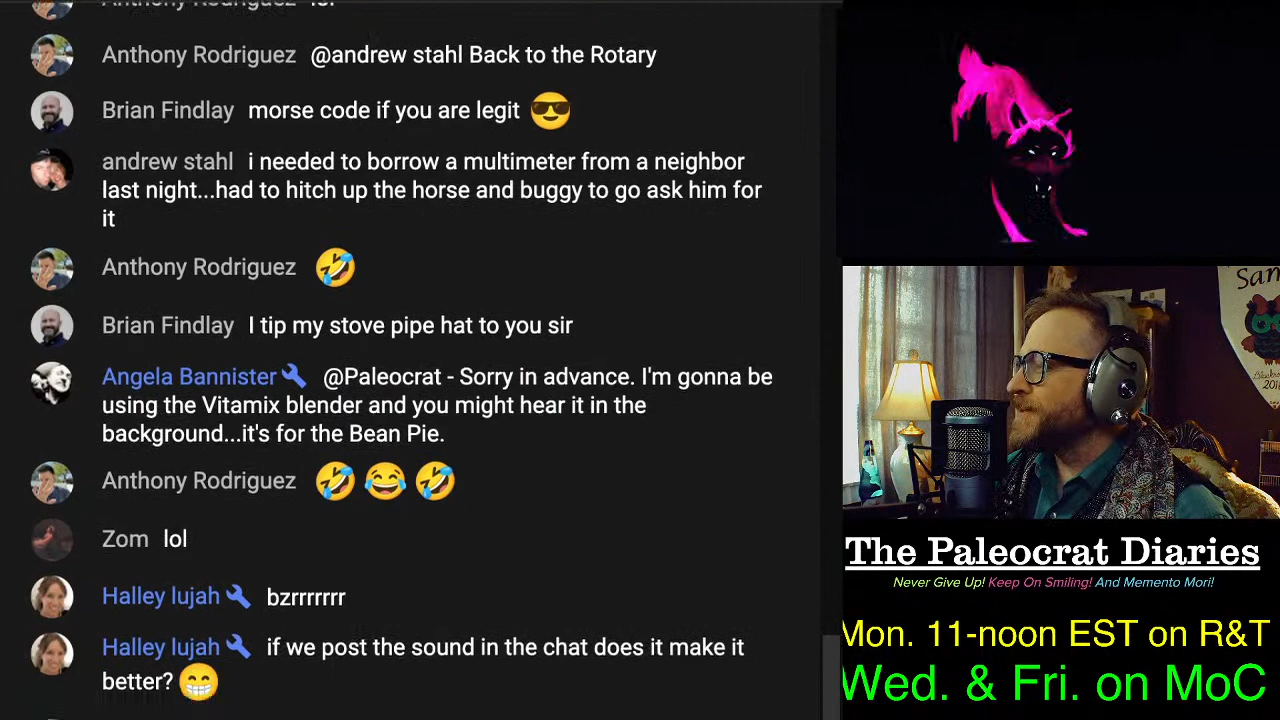 Anthony Rodriguez lol
Anthony Rodriguez @andrew stahl Back to the Rotary
Brian Findlay morse code if you are legit 😎
andrew stahl i needed to borrow a multimeter from a neighbor
last night...had to hitch up the horse and buggy to go ask him for
it
Anthony Rodriguez 🤣
Brian Findlay I tip my stove pipe hat to you sir
Angela Bannister @Paleocrat - Sorry in advance. I'm gonna be
using the Vitamix blender and you might hear it in the
background...it's for the Bean Pie.
Anthony Rodriguez 🤣 😂 🤣
Zom lol
Halley lujah bzrrrrrrr
Halley lujah if we post the sound in the chat does it make it
better? 😁
The Paleocrat Diaries
Never Give Up! Keep On Smiling! And Memento Mori!
Mon. 11-noon EST on R&T
Wed. & Fri. on MoC